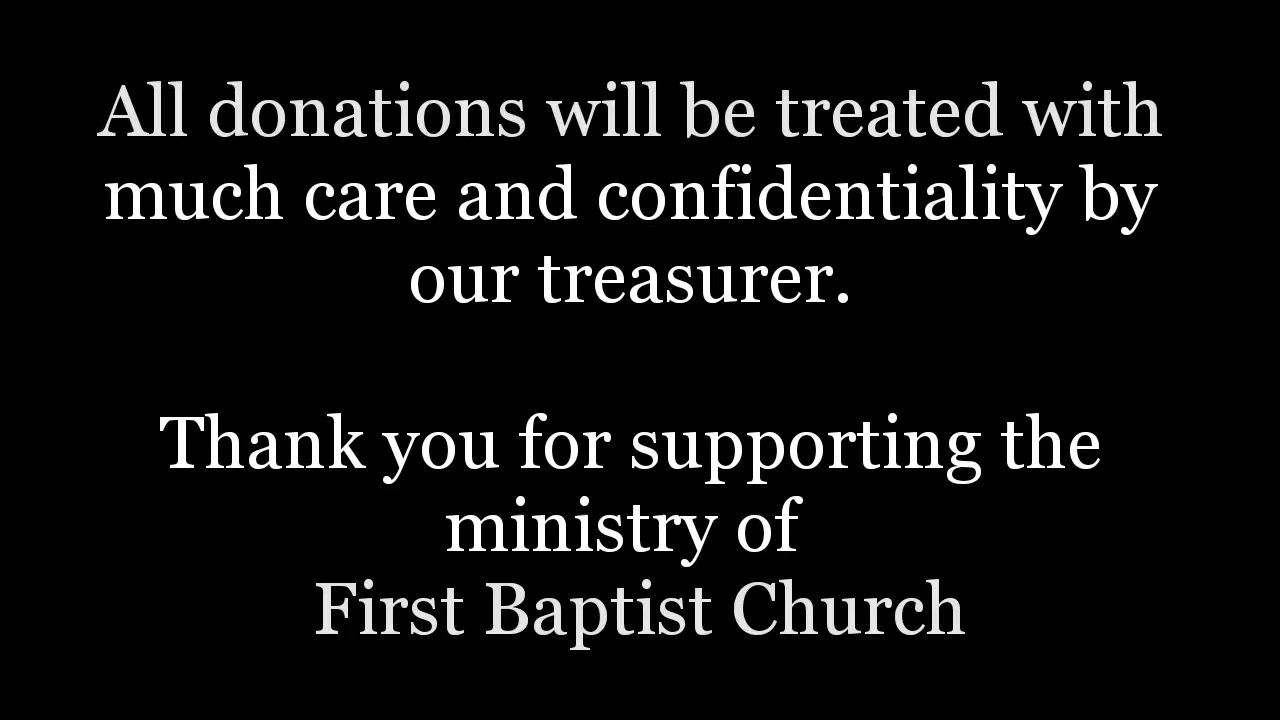 All donations will be treated with
much care and confidentiality by
our treasurer.
Thank you for supporting the
ministry of
First Baptist Church